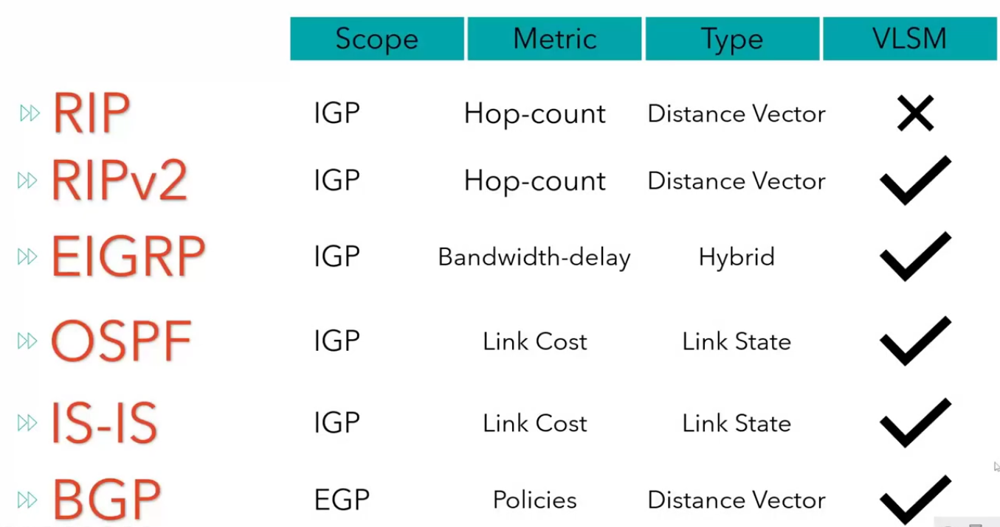 Scope Metric Type VLSM
RIP IGP Hop-count Distance Vector
RIPv2 IGP Hop-count Distance Vector
EIGRP IGP Bandwidth-delay Hybrid
OSPF IGP Link Cost Link State
IS-IS IGP Link Cost Link State
BGP EGP Policies Distance Vector